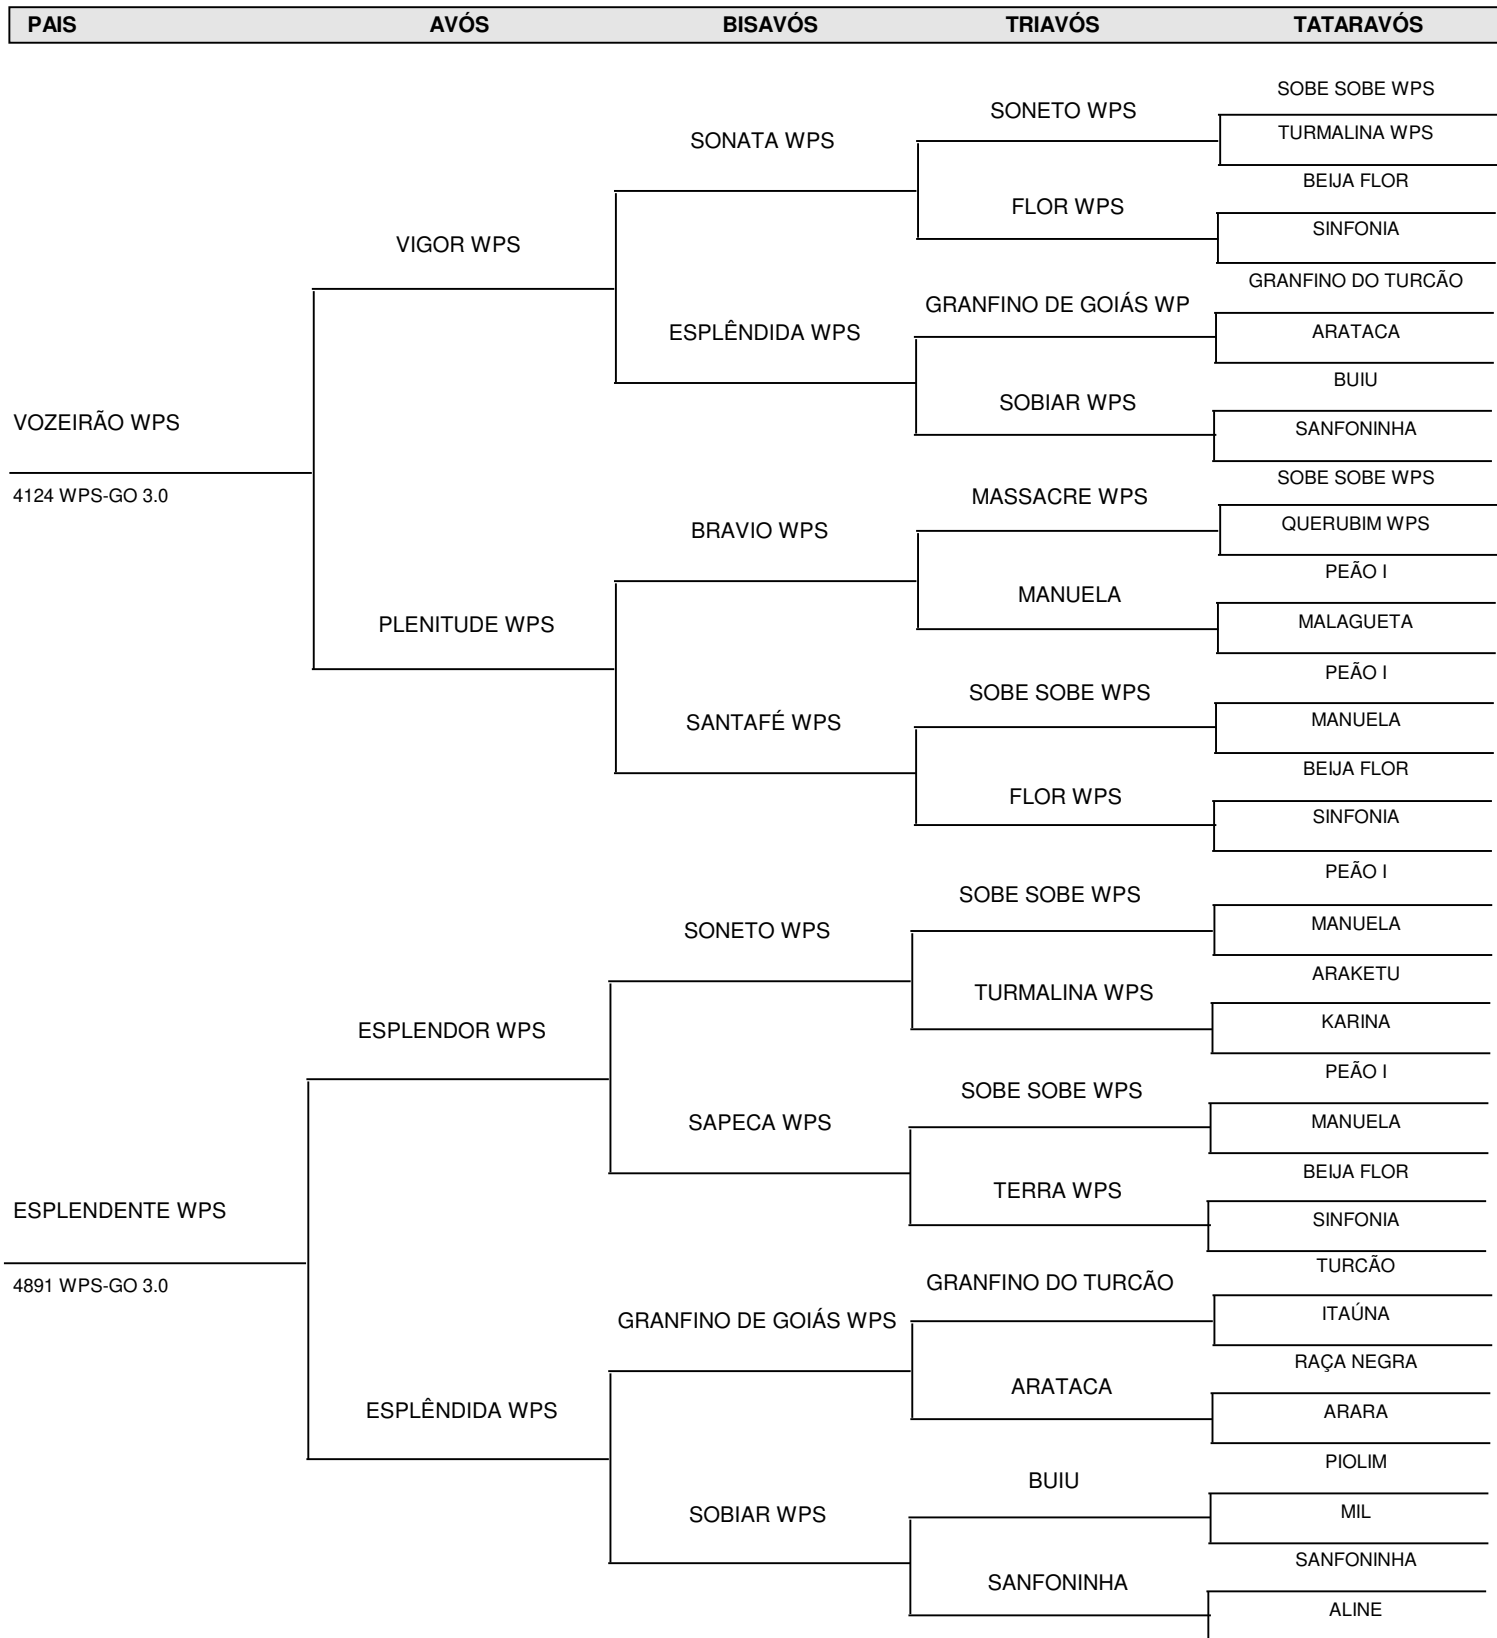 PAIS AVÓS BISAVÓS TRIAVÓS TATARAVÓS
SOBE SOBE WPS
SONETO WPS
TURMALINA WPS
SONATA WPS
BEIJA FLOR
FLOR WPS
SINFONIA
VIGOR WPS
GRANFINO DO TURCÃO
GRANFINO DE GOIÁS WP
ARATACA
ESPLÊNDIDA WPS
BUIU
SOBIAR WPS
SANFONINHA
VOZEIRÃO WPS
4124 WPS-GO 3.0
SOBE SOBE WPS
MASSACRE WPS
QUERUBIM WPS
BRAVIO WPS
PEÃO I
MANUELA
MALAGUETA
PLENITUDE WPS
PEÃO I
SOBE SOBE WPS
MANUELA
SANTAFÉ WPS
BEIJA FLOR
FLOR WPS
SINFONIA
PEÃO I
SOBE SOBE WPS
MANUELA
SONETO WPS
ARAKETU
TURMALINA WPS
KARINA
ESPLENDOR WPS
PEÃO I
SOBE SOBE WPS
MANUELA
SAPECA WPS
BEIJA FLOR
TERRA WPS
SINFONIA
ESPLENDENTE WPS
4891 WPS-GO 3.0
TURCÃO
GRANFINO DO TURCÃO
ITAÚNA
GRANFINO DE GOIÁS WPS
RAÇA NEGRA
ARATACA
ARARA
ESPLÊNDIDA WPS
PIOLIM
BUIU
MIL
SOBIAR WPS
SANFONINHA
SANFONINHA
ALINE